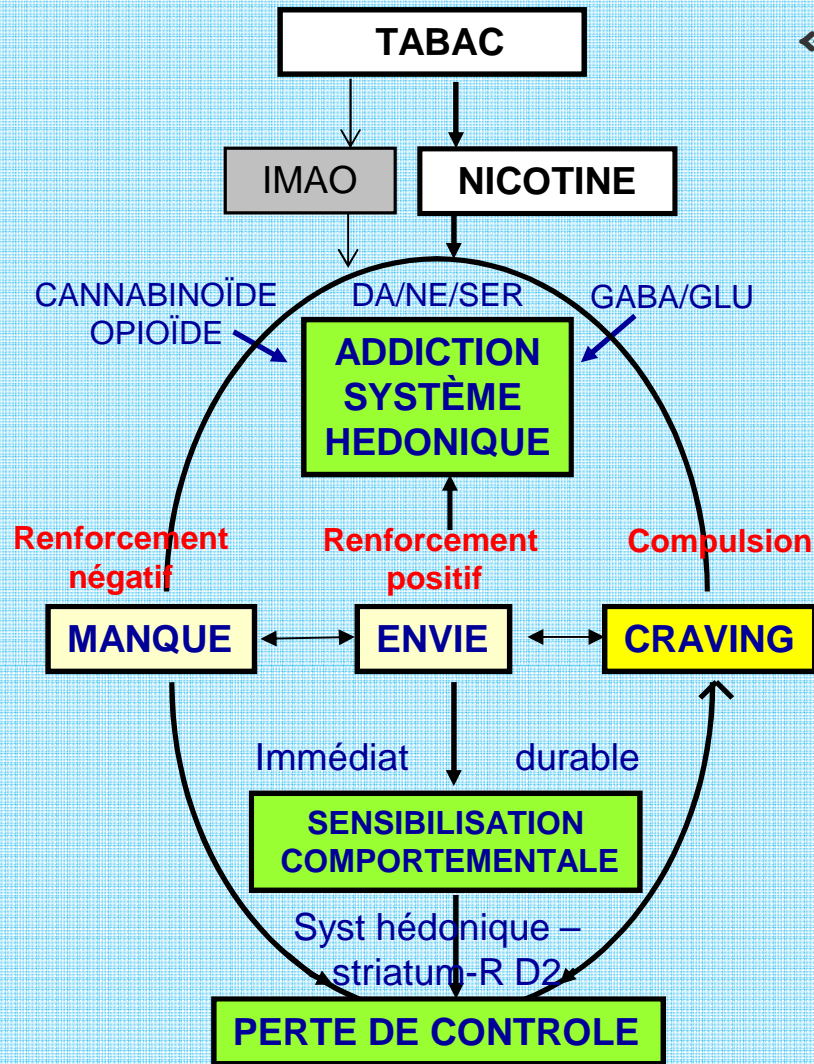 TABAC
«
IMAO
NICOTINE
CANNABINOÏDE
OPIOÏDE
DA/NE/SER
GABA/GLU
ADDICTION
SYSTÈME
HEDONIQUE
Renforcement
négatif
Renforcement
positif
Compulsion
MANQUE
ENVIE
CRAVING
Immédiat
durable
SENSIBILISATION
COMPORTEMENTALE
Syst hédonique –
striatum-R D2
PERTE DE CONTROLE